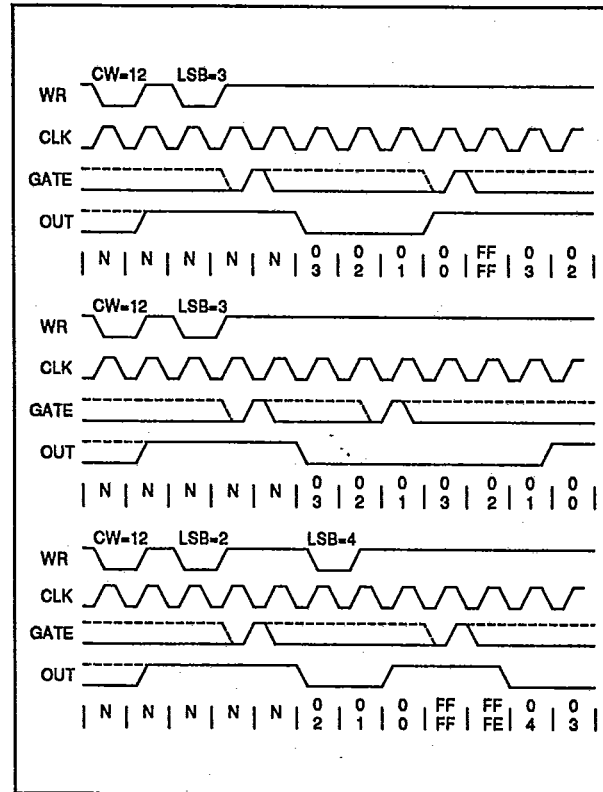 CW=12 LSB=3
WR
CLK
GATE
OUT
| N | N | N | N | N | 0 3 | 0 2 | 0 1 | 0 0 | FF FF | 0 3 | 0 2
CW=12 LSB=3
WR
CLK
GATE
OUT
| N | N | N | N | N | 0 3 | 0 2 | 0 1 | 0 3 | 0 2 | 0 1 | 0 0
CW=12 LSB=2 LSB=4
WR
CLK
GATE
OUT
| N | N | N | N | N | 0 2 | 0 1 | 0 0 | FF FF | FF FE | 0 4 | 0 3